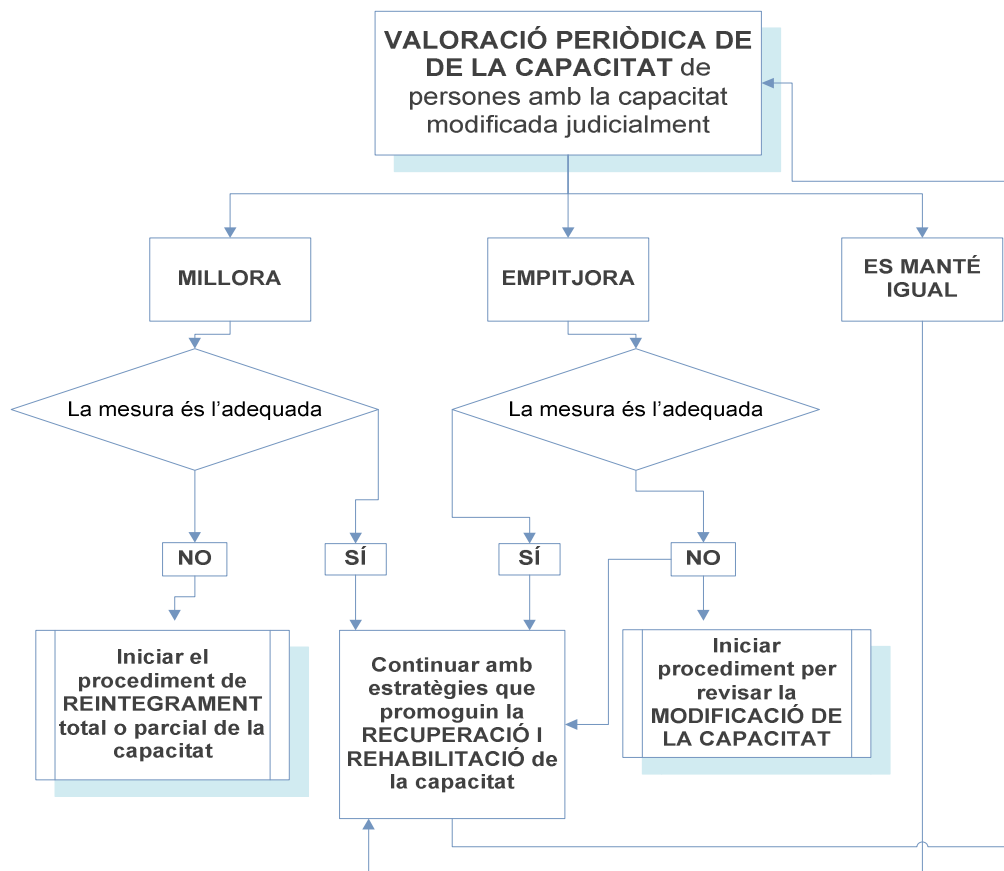 VALORACIÓ PERIÒDICA DE
DE LA CAPACITAT de
persones amb la capacitat
modificada judicialment
MILLORA
EMPITJORA
ES MANTÉ
IGUAL
La mesura és l’adequada
La mesura és l’adequada
NO
SÍ
SÍ
NO
Iniciar el
procediment de
REINTEGRAMENT
total o parcial de la
capacitat
Continuar amb
estratègies que
promoguin la
RECUPERACIÓ I
REHABILITACIÓ de
la capacitat
Iniciar
procediment per
revisar la
MODIFICACIÓ DE
LA CAPACITAT